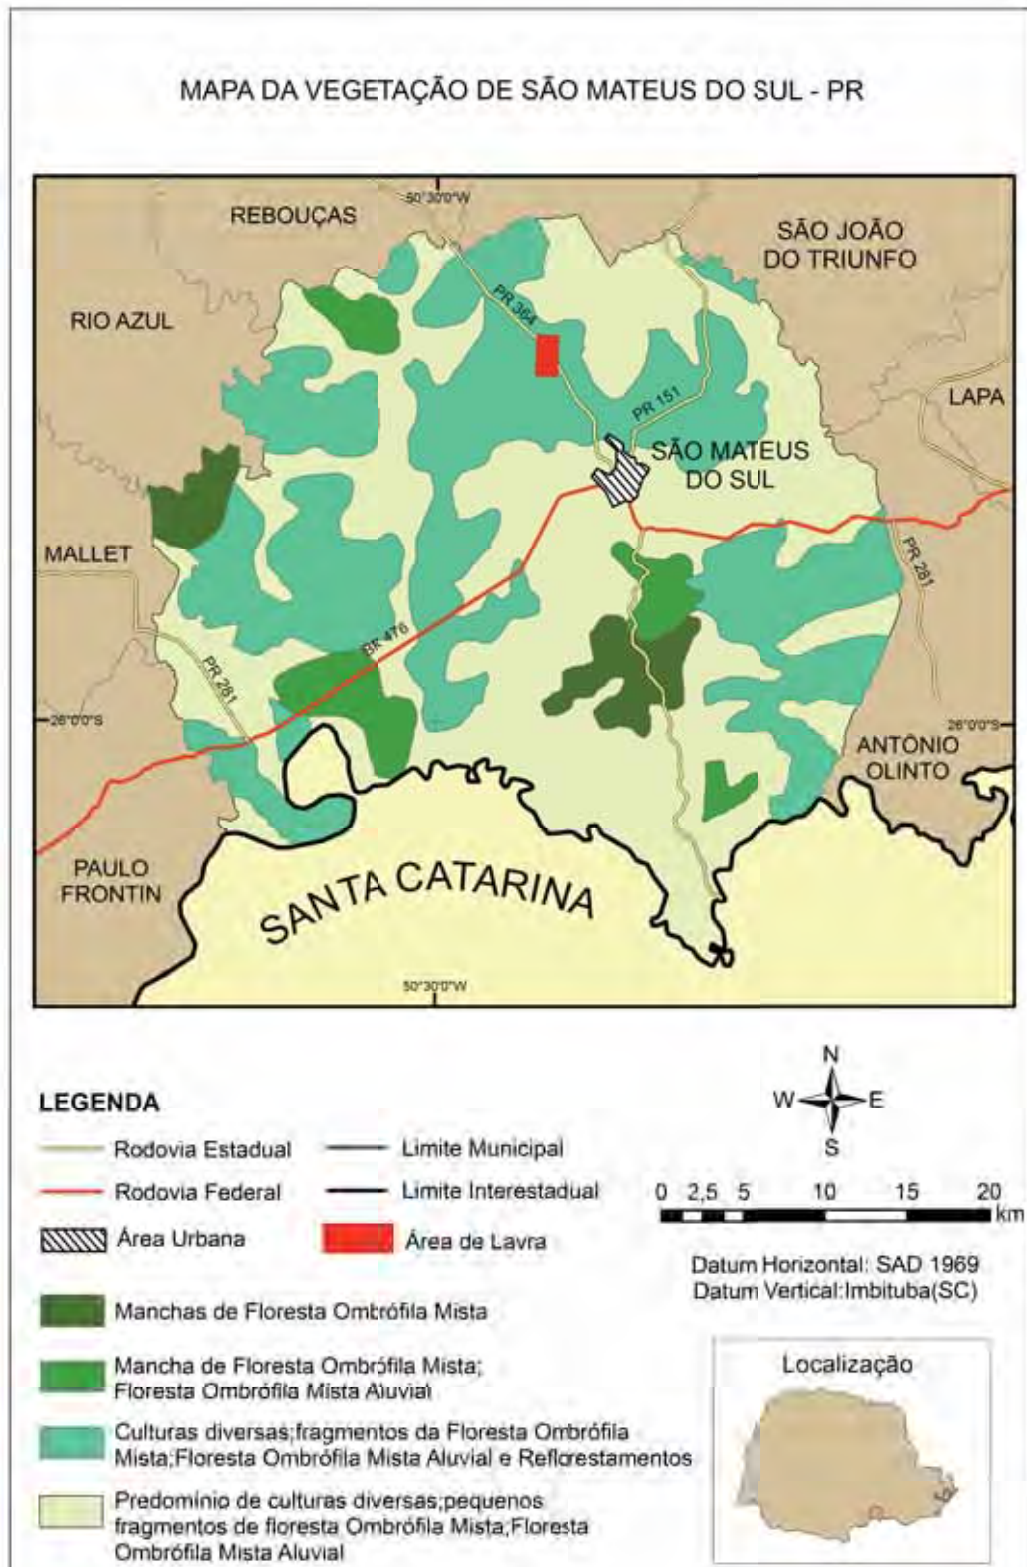 MAPA DA VEGETAÇÃO DE SÃO MATEUS DO SUL - PR
50°30'0"W
REBOUÇAS
SÃO JOÃO
DO TRIUNFO
RIO AZUL
PR 364
LAPA
PR 151
SÃO MATEUS
DO SUL
MALLET
PR 281
BR 476
PR 281
26°0'0"S
26°0'0"S
ANTÔNIO
OLINTO
PAULO
FRONTIN
SANTA CATARINA
50°30'0"W
LEGENDA
Rodovia Estadual
Limite Municipal
Rodovia Federal
Limite Interestadual
Área Urbana
Área de Lavra
Manchas de Floresta Ombrófila Mista
Mancha de Floresta Ombrófila Mista;
Floresta Ombrófila Mista Aluvial
Culturas diversas;fragmentos da Floresta Ombrófila
Mista;Floresta Ombrófila Mista Aluvial e Reflorestamentos
Predomínio de culturas diversas;pequenos
fragmentos de floresta Ombrófila Mista;Floresta
Ombrófila Mista Aluvial
N
W E
S
0 2,5 5 10 15 20
km
Datum Horizontal: SAD 1969
Datum Vertical:Imbituba(SC)
Localização